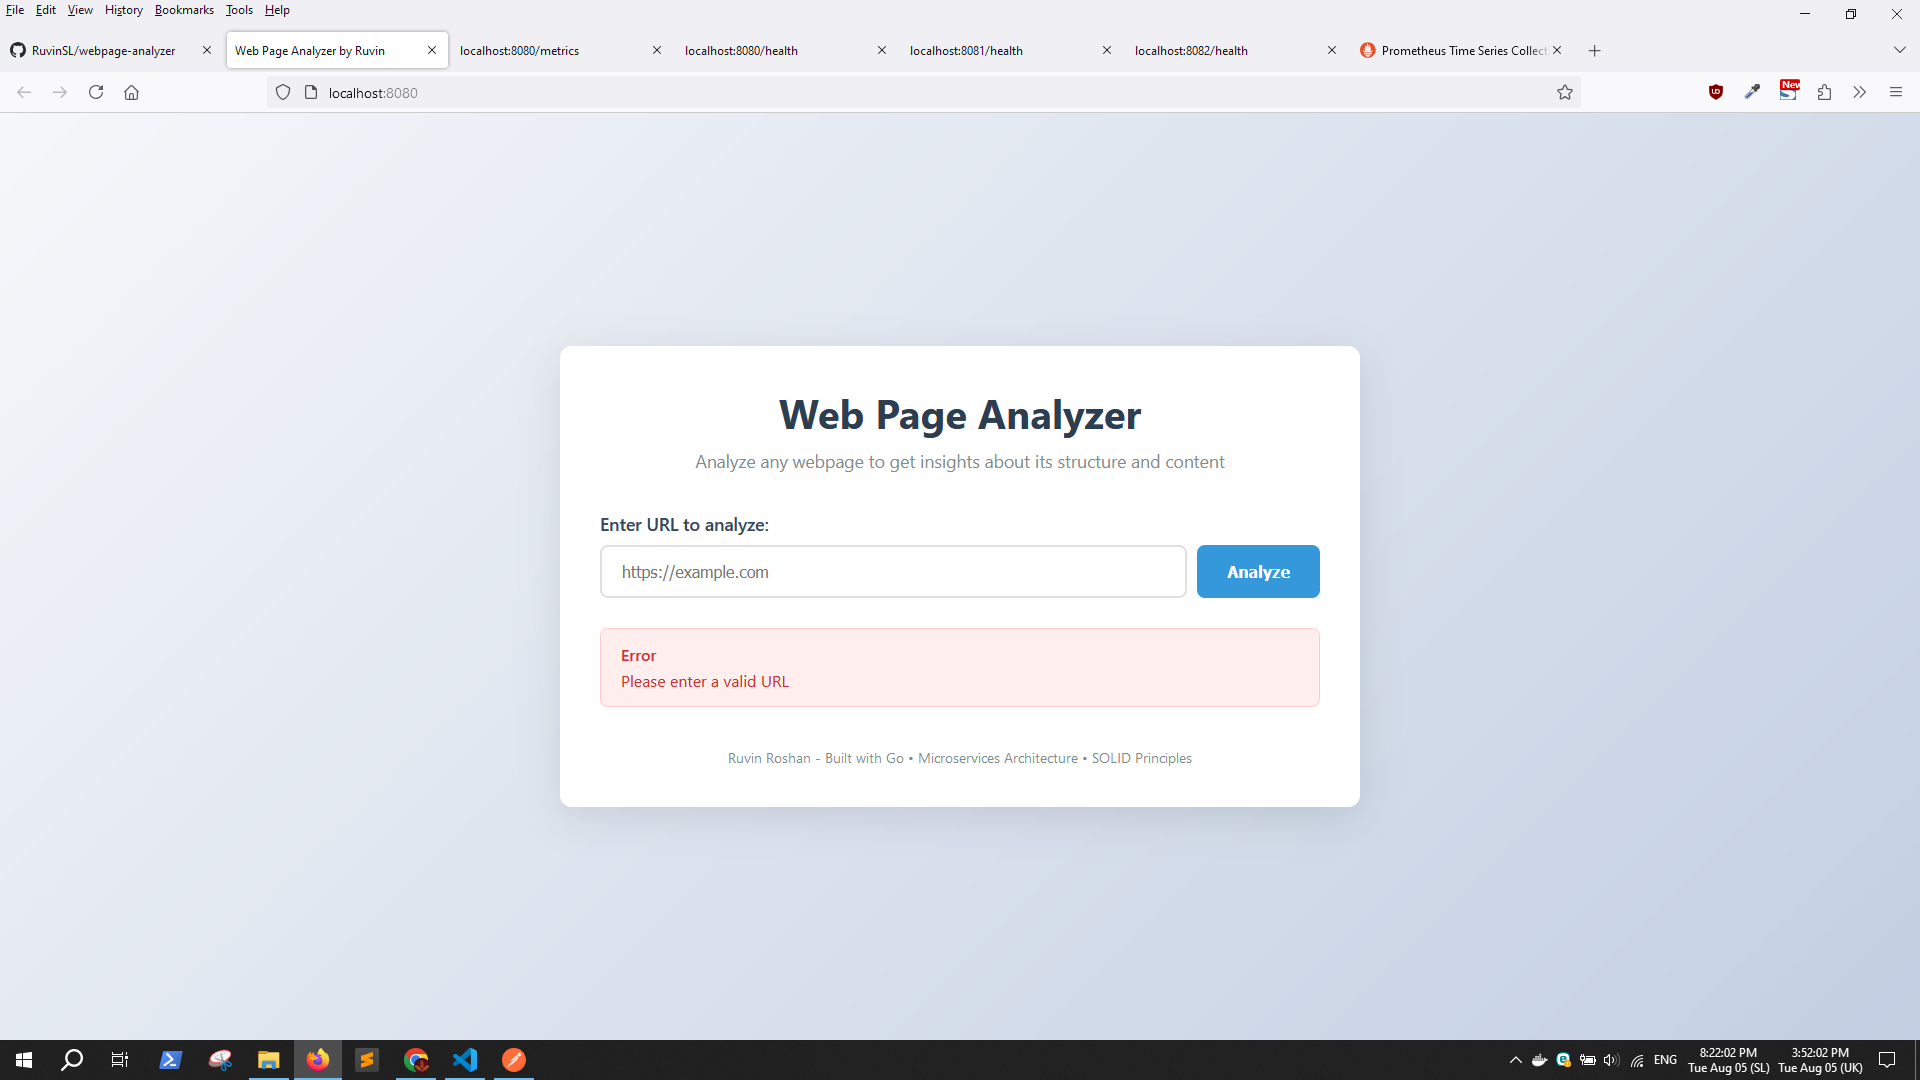 File Edit View History Bookmarks Tools Help
RuvinSL/webpage-analyzer
Web Page Analyzer by Ruvin
localhost:8080/metrics
localhost:8080/health
localhost:8081/health
localhost:8082/health
Prometheus Time Series Collect
localhost:8080
New
Web Page Analyzer
Analyze any webpage to get insights about its structure and content
Enter URL to analyze:
https://example.com
Analyze
Error
Please enter a valid URL
Ruvin Roshan - Built with Go • Microservices Architecture • SOLID Principles
ENG
8:22:02 PM
Tue Aug 05 (SL)
3:52:02 PM
Tue Aug 05 (UK)